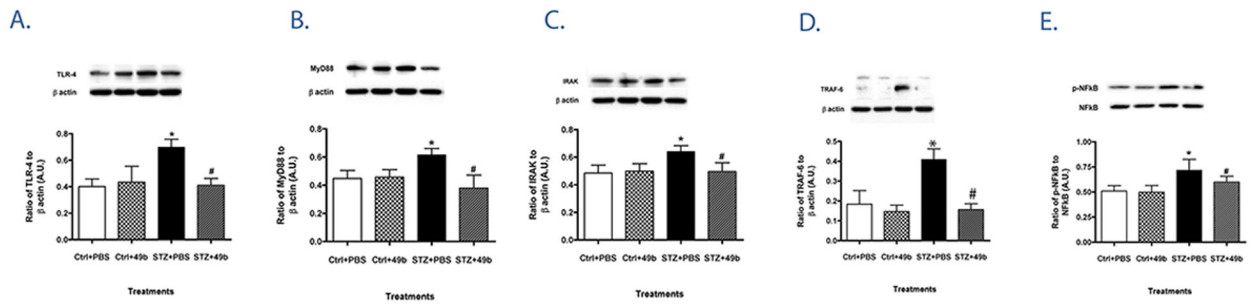 A.
TLR-4
β actin
Ratio of TLR-4 to
β actin (A.U.)
0.8
0.6
0.4
0.2
0.0
*
#
Ctrl+PBS Ctrl+49b STZ+PBS STZ+49b
Treatments
B.
MyD88
β actin
Ratio of MyD88 to
β actin (A.U.)
0.8
0.6
0.4
0.2
0.0
*
#
Ctrl+PBS Ctrl+49b STZ+PBS STZ+49b
Treatments
C.
IRAK
β actin
Ratio of IRAK to
β actin (A.U.)
0.8
0.6
0.4
0.2
0.0
*
#
Ctrl+PBS Ctrl+49b STZ+PBS STZ+49b
Treatments
D.
TRAF-6
β actin
Ratio of TRAF-6 to
β actin (A.U.)
0.5
0.4
0.3
0.2
0.1
0.0
*
#
Ctrl+PBS Ctrl+49b STZ+PBS STZ+49b
Treatments
E.
p-NFkB
NFkB
Ratio of p-NFkB to
NFkB (A.U.)
1.00
0.75
0.50
0.25
0.00
*
#
Ctrl+PBS Ctrl+49b STZ+PBS STZ+49b
Treatments